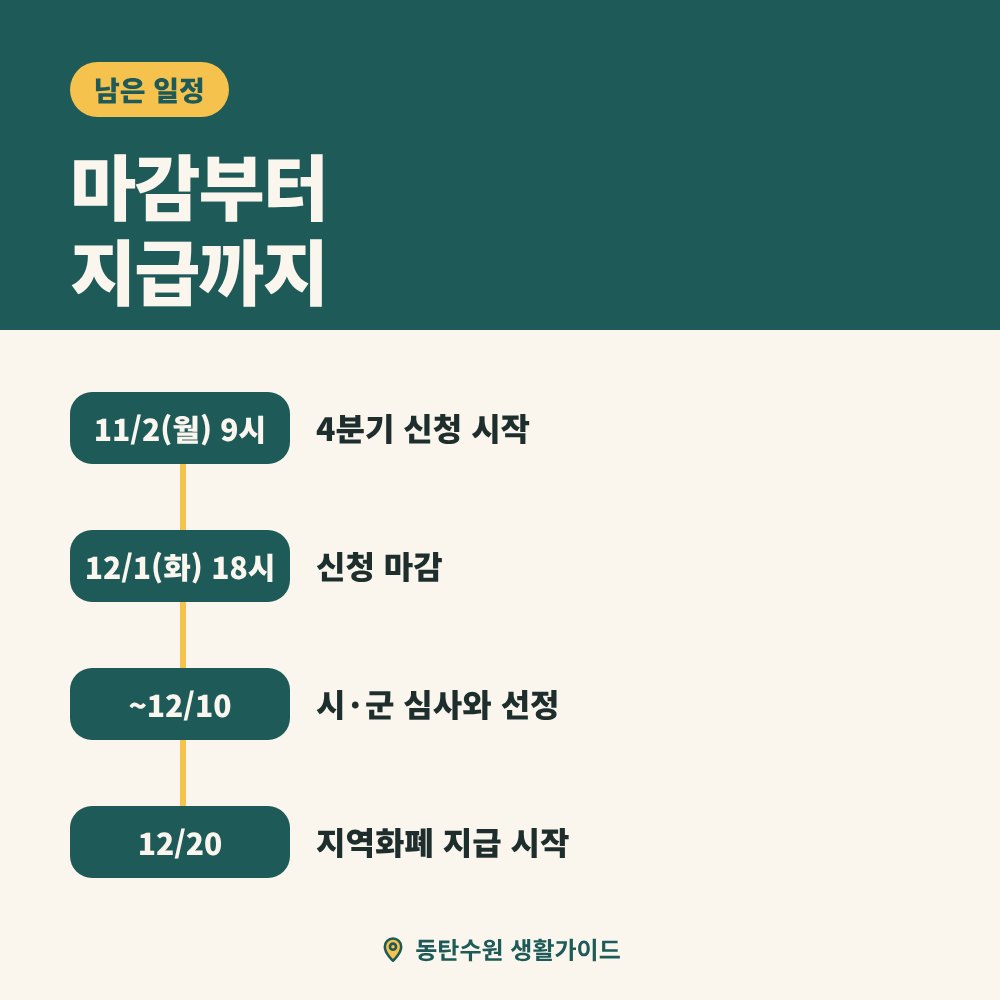 남은 일정
마감부터
지급까지
11/2(월) 9시 4분기 신청 시작
12/1(화) 18시 신청 마감
~12/10 시·군 심사와 선정
12/20 지역화폐 지급 시작
동탄수원 생활가이드